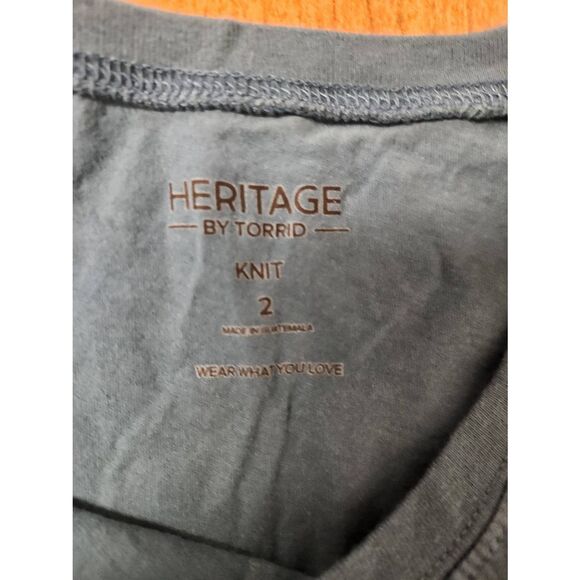 HERITAGE
— BY TORRID —
KNIT
2
MADE IN GUATEMALA
WEAR WHAT YOU LOVE